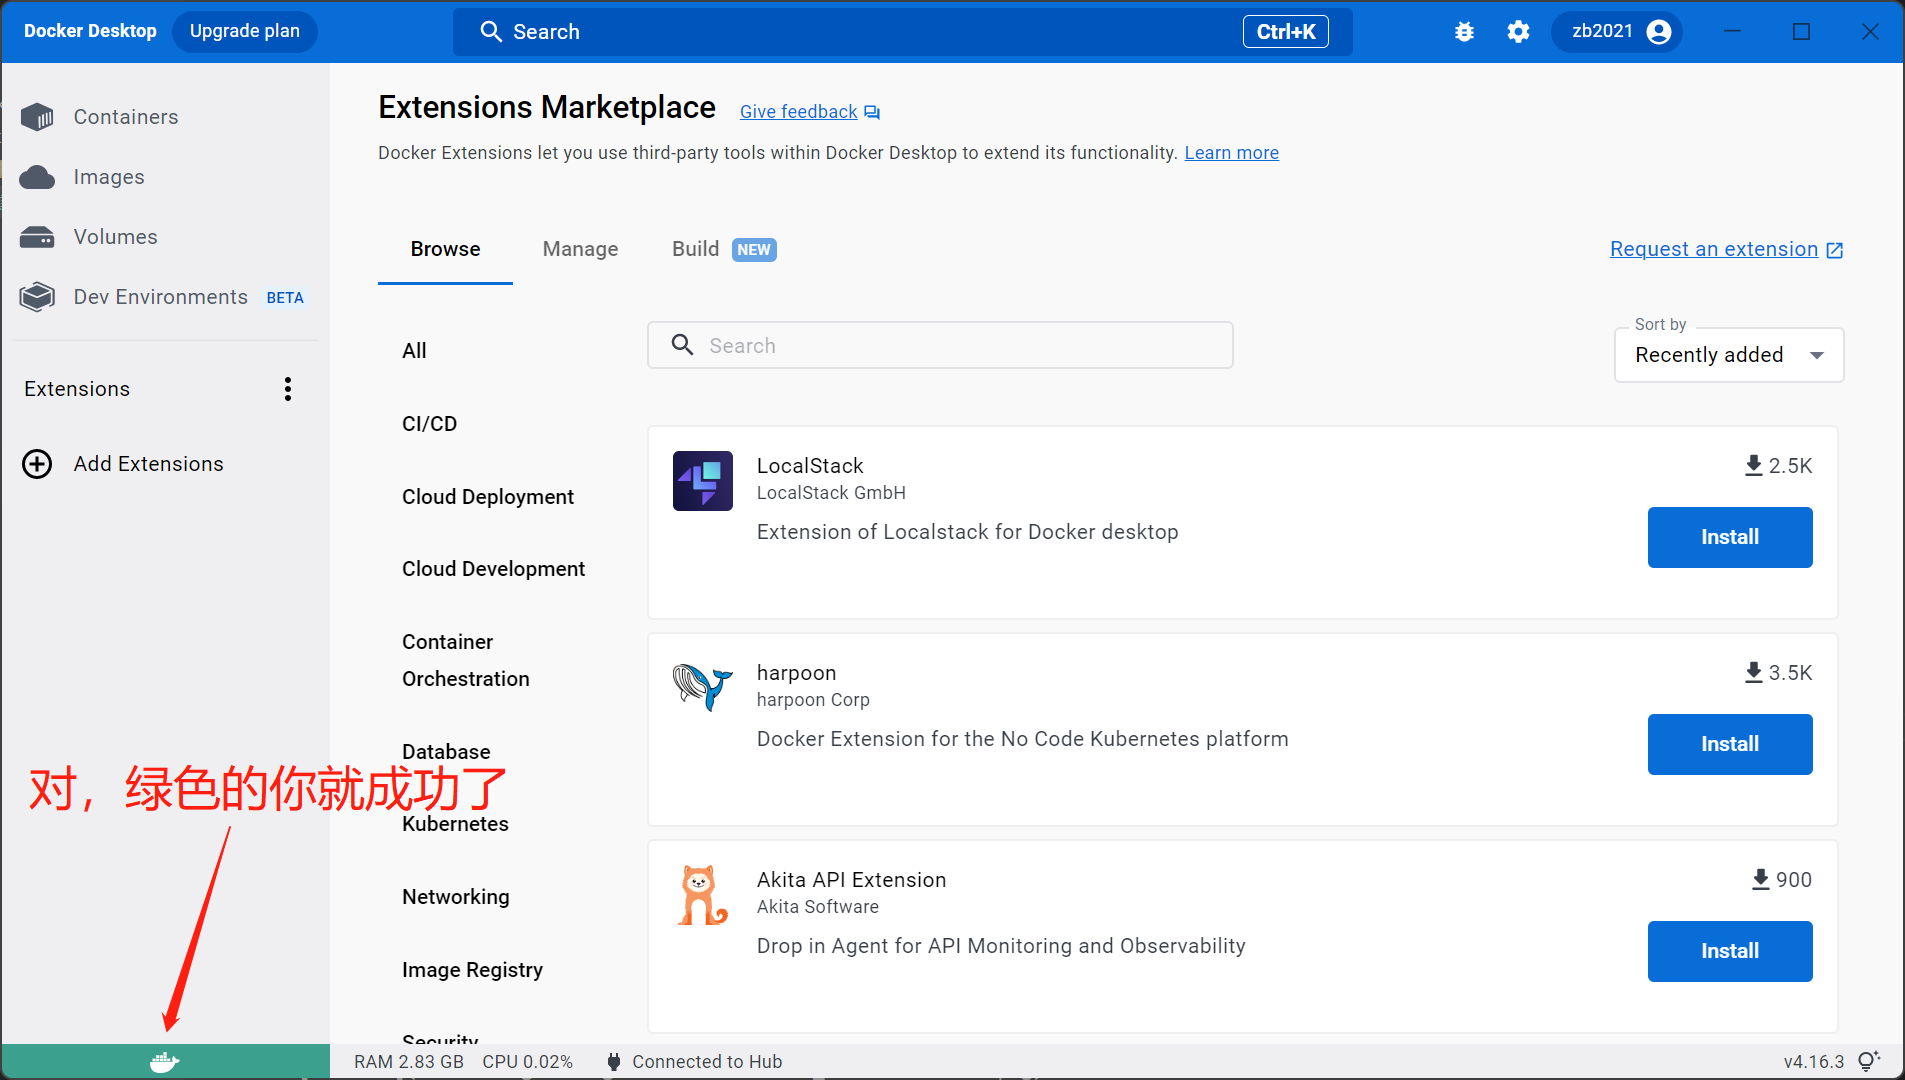 Docker Desktop
Upgrade plan
Search
Ctrl+K
zb2021
Containers
Images
Volumes
Dev Environments BETA
Extensions
Add Extensions
Extensions Marketplace
Give feedback
Docker Extensions let you use third-party tools within Docker Desktop to extend its functionality. Learn more
Browse
Manage
Build NEW
Request an extension
All
CI/CD
Cloud Deployment
Cloud Development
Container
Orchestration
Database
Kubernetes
Networking
Image Registry
Security
Search
Sort by
Recently added
LocalStack
LocalStack GmbH
Extension of Localstack for Docker desktop
2.5K
Install
harpoon
harpoon Corp
Docker Extension for the No Code Kubernetes platform
3.5K
Install
Akita API Extension
Akita Software
Drop in Agent for API Monitoring and Observability
900
Install
对，绿色的你就成功了
RAM 2.83 GB CPU 0.02% Connected to Hub
v4.16.3